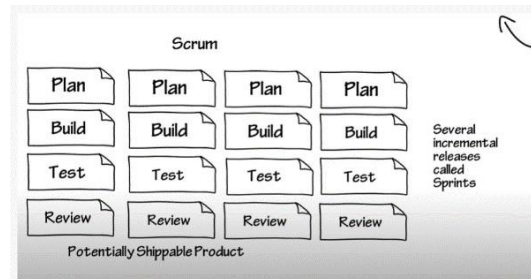 Scrum
Plan Plan Plan Plan
Build Build Build Build
Test Test Test Test
Review Review Review Review
Several
incremental
releases
called
Sprints
Potentially Shippable Product